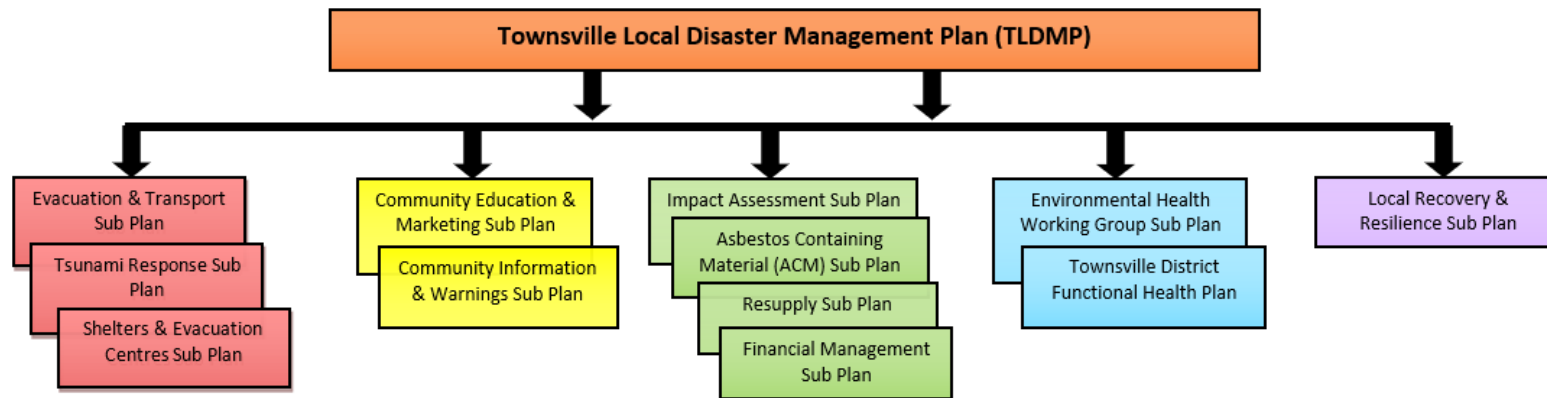 Townsville Local Disaster Management Plan (TLDMP)
Evacuation & Transport
Sub Plan
Tsunami Response Sub
Plan
Shelters & Evacuation
Centres Sub Plan
Community Education &
Marketing Sub Plan
Community Information
& Warnings Sub Plan
Impact Assessment Sub Plan
Asbestos Containing
Material (ACM) Sub Plan
Resupply Sub Plan
Financial Management
Sub Plan
Environmental Health
Working Group Sub Plan
Townsville District
Functional Health Plan
Local Recovery &
Resilience Sub Plan